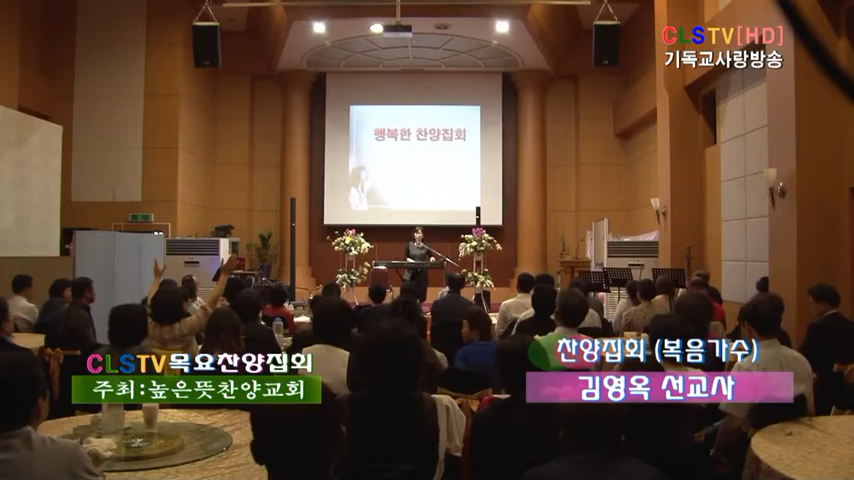 CLSTV[HD]
기독교사랑방송
행복한 찬양집회
CLSTV목요찬양집회
주최:높은뜻찬양교회
찬양집회 (복음가수)
김영옥 선교사